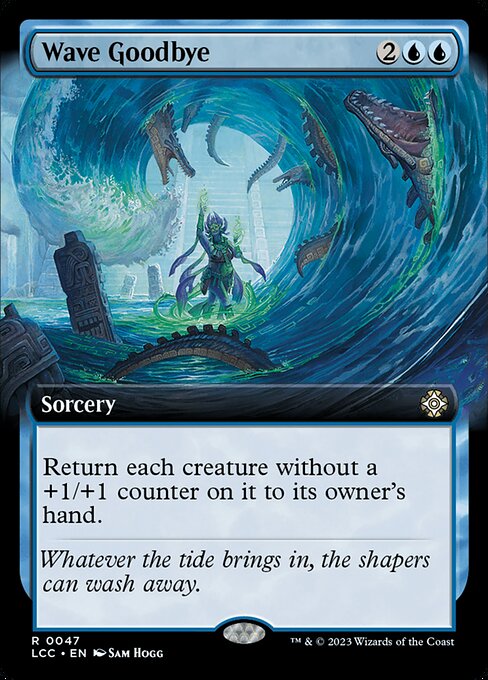 Wave Goodbye 2
Sorcery
Return each creature without a
+1/+1 counter on it to its owner's
hand.
Whatever the tide brings in, the shapers
can wash away.
R 0047
™ & © 2023 Wizards of the Coast
LCC • EN Sam Hogg